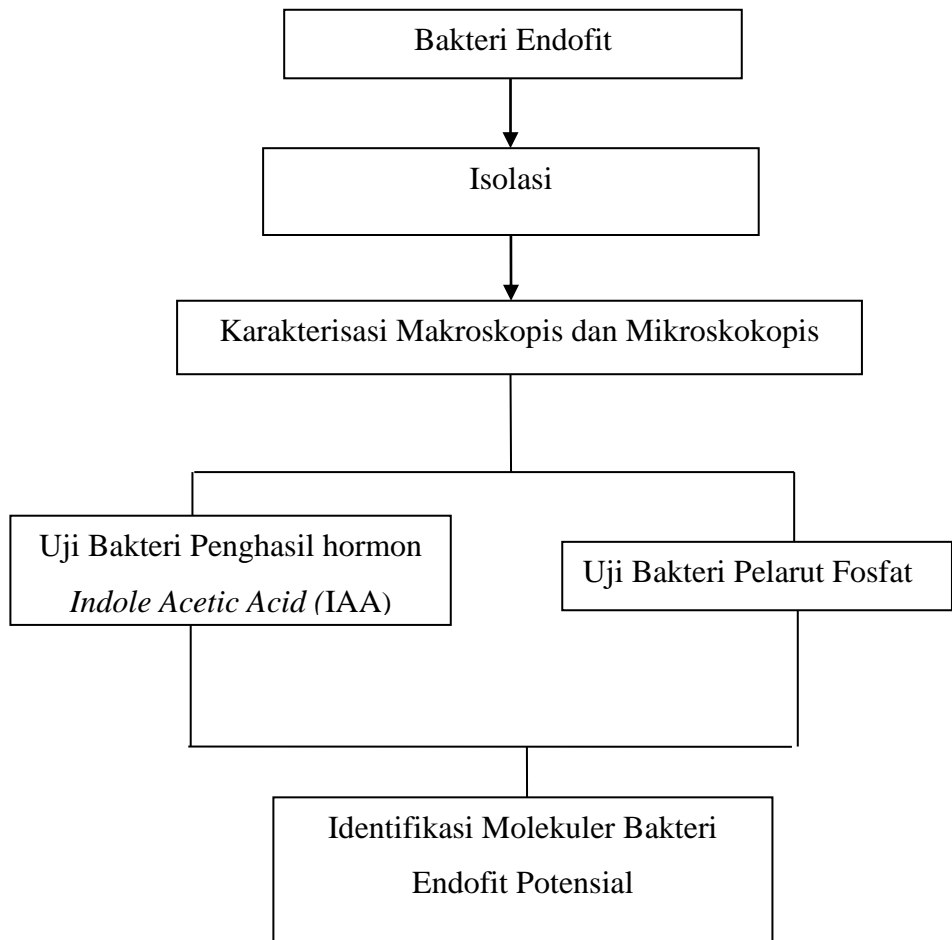 Bakteri Endofit
Isolasi
Karakterisasi Makroskopis dan Mikroskokopis
Uji Bakteri Penghasil hormon
Indole Acetic Acid (IAA)
Uji Bakteri Pelarut Fosfat
Identifikasi Molekuler Bakteri
Endofit Potensial